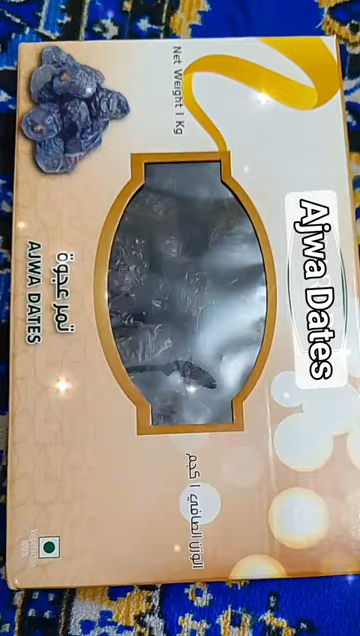 Ajwa Dates
Net Weight 1 Kg
الوزن الصافي ١ كجم
تمر عجوة
AJWA DATES